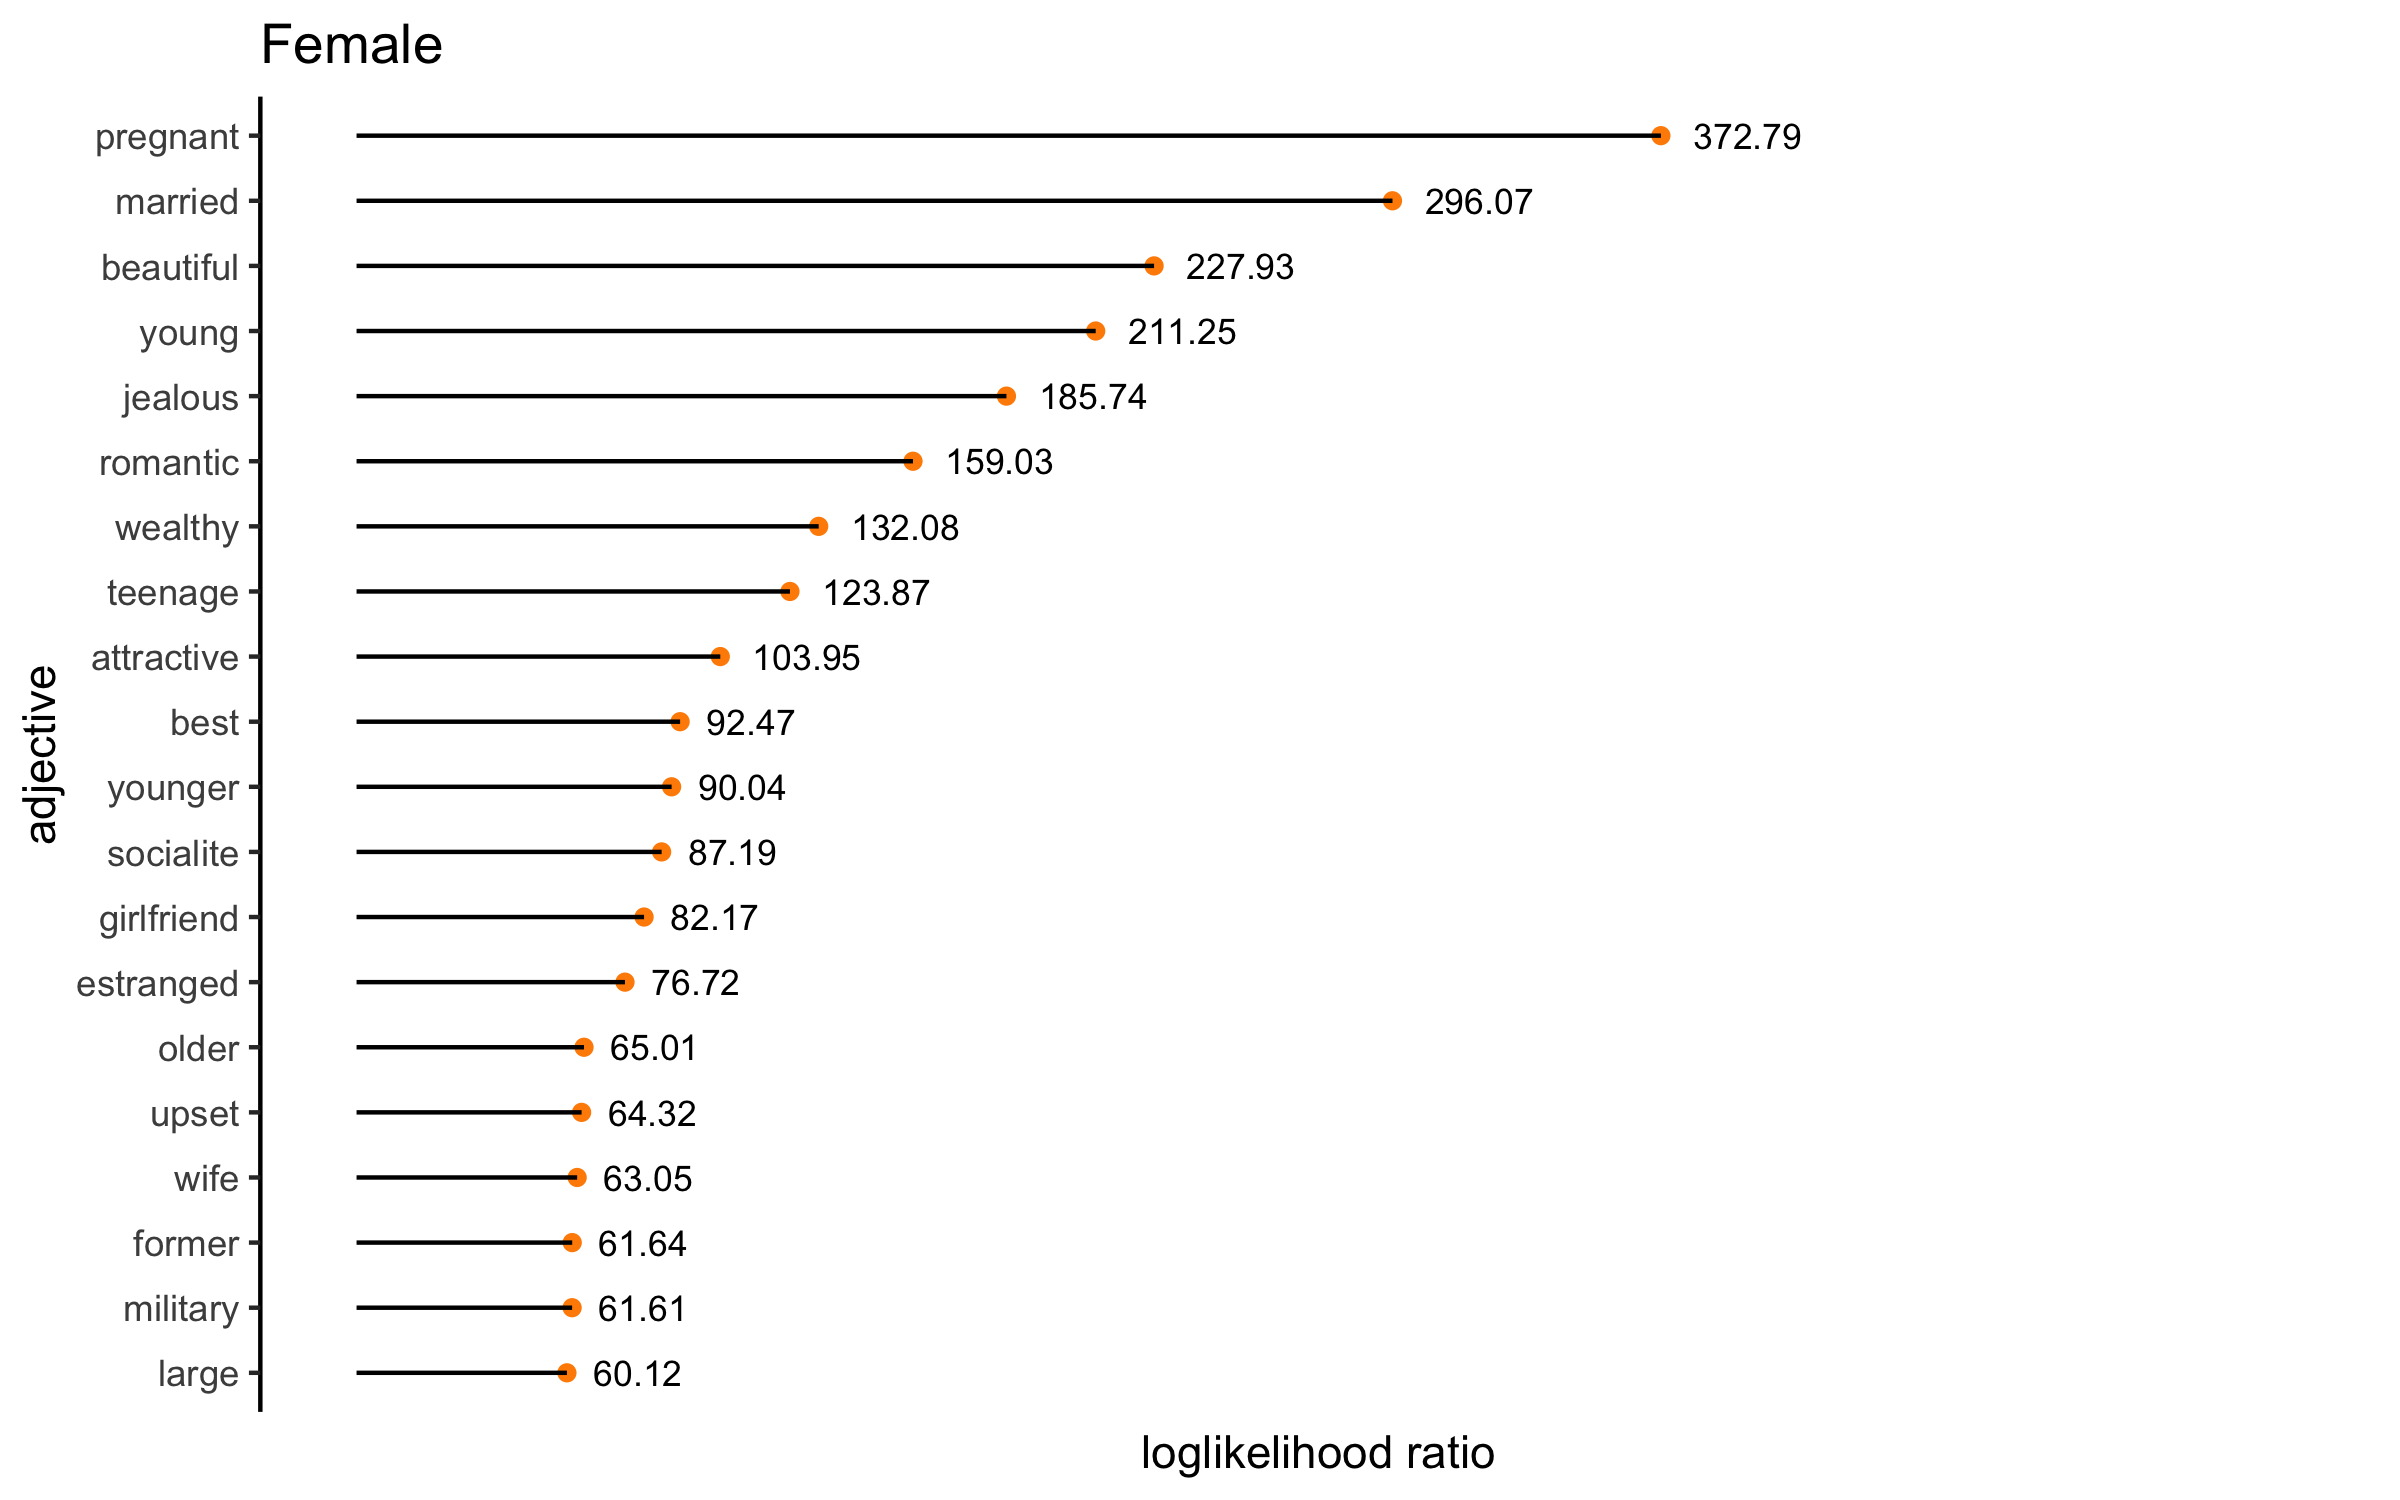 Female
pregnant 372.79
married 296.07
beautiful 227.93
young 211.25
jealous 185.74
romantic 159.03
wealthy 132.08
teenage 123.87
attractive 103.95
best 92.47
younger 90.04
socialite 87.19
girlfriend 82.17
estranged 76.72
older 65.01
upset 64.32
wife 63.05
former 61.64
military 61.61
large 60.12
adjective
loglikelihood ratio